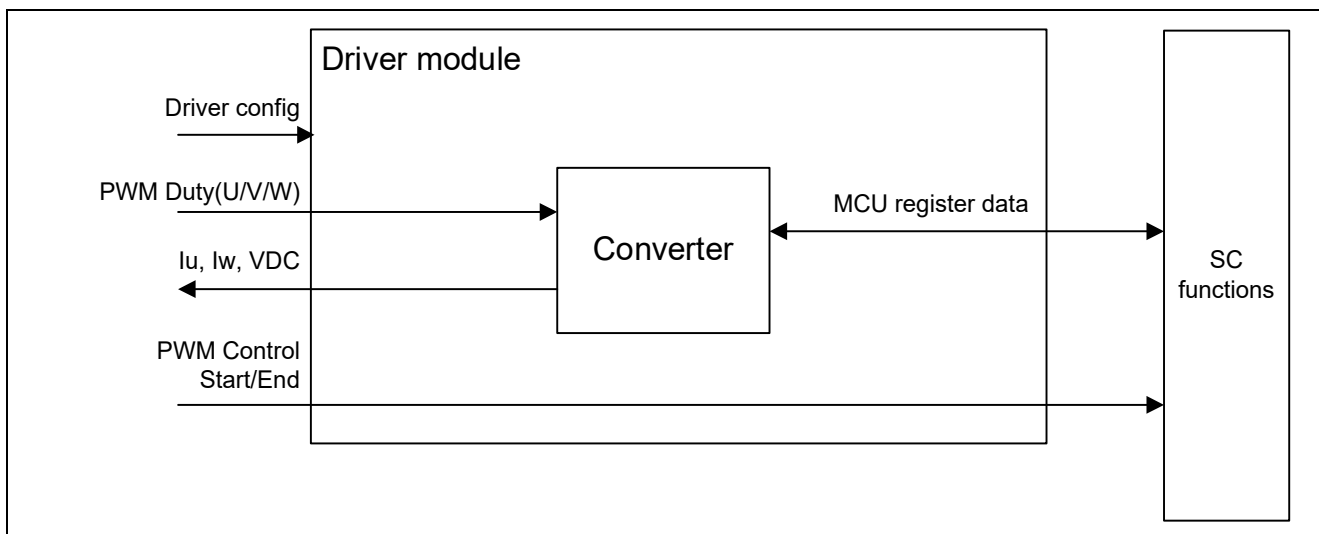 Driver module
Driver config
PWM Duty(U/V/W)
MCU register data
Converter
Iu, Iw, VDC
SC
functions
PWM Control
Start/End